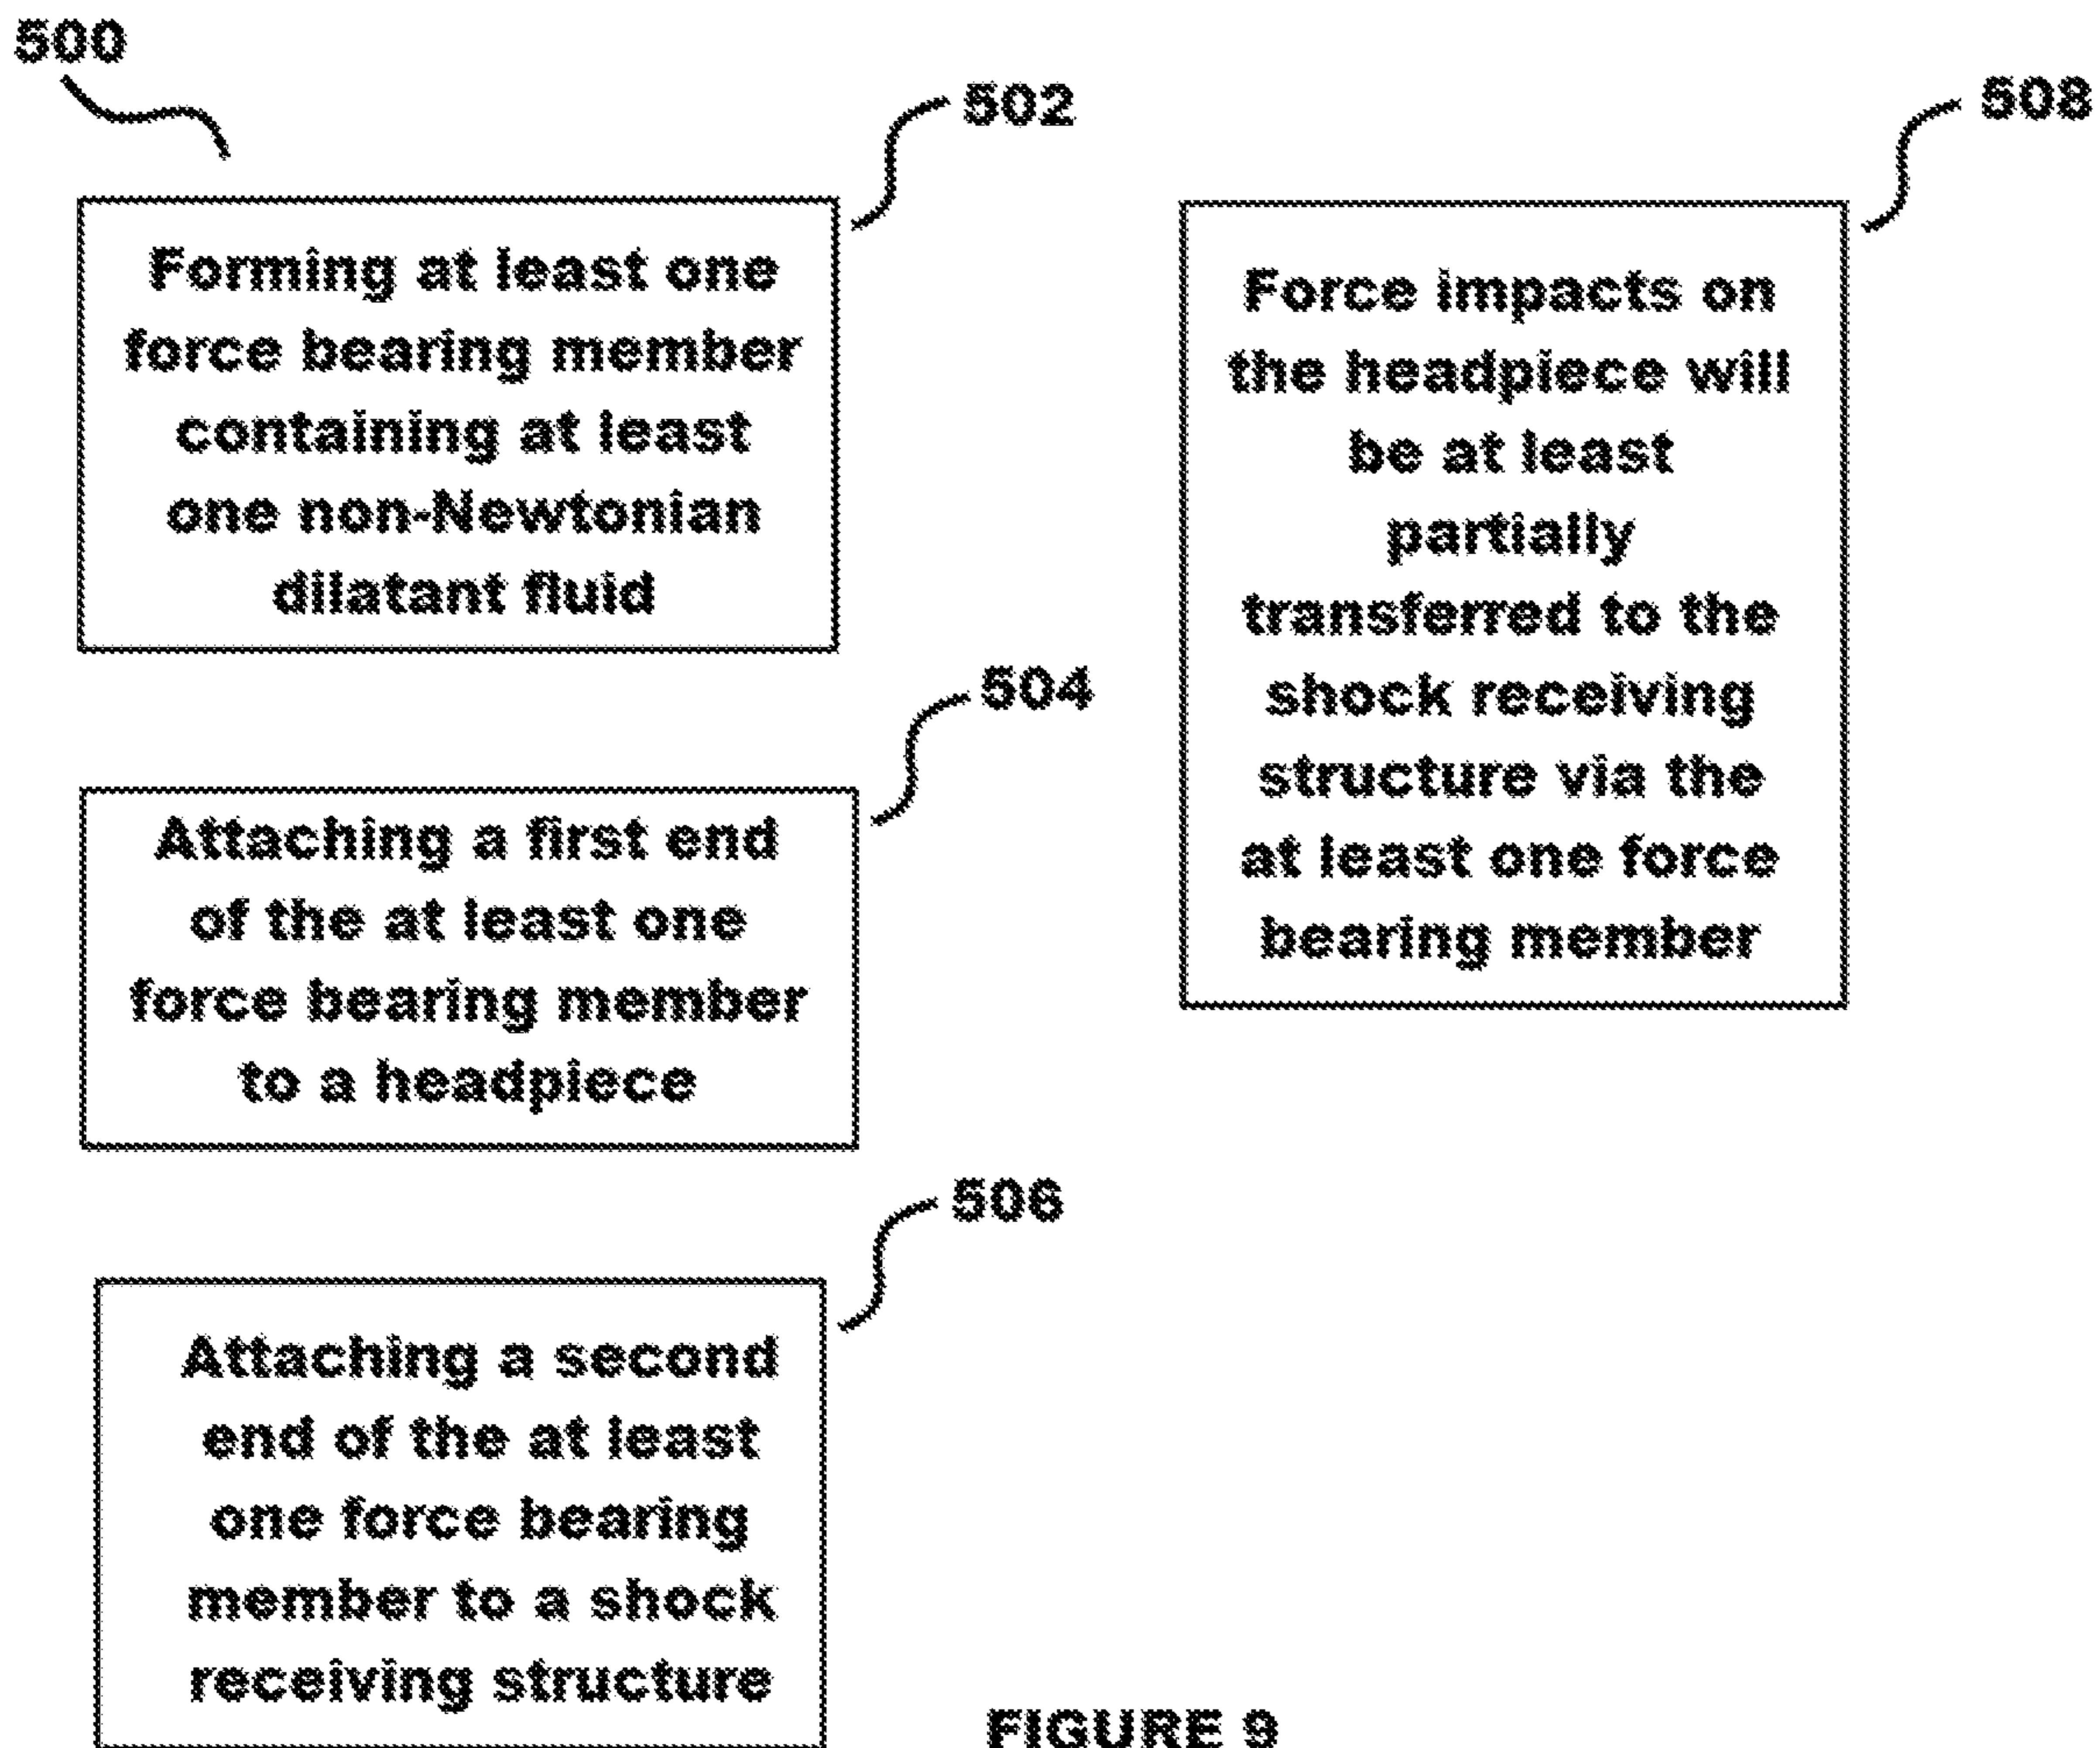 500
502
Forming at least one
force bearing member
containing at least
one non-Newtonian
dilatant fluid
504
Attaching a first end
of the at least one
force bearing member
to a headpiece
506
Attaching a second
end of the at least
one force bearing
member to a shock
receiving structure
508
Force impacts on
the headpiece will
be at least
partially
transferred to the
shock receiving
structure via the
at least one force
bearing member
FIGURE 9